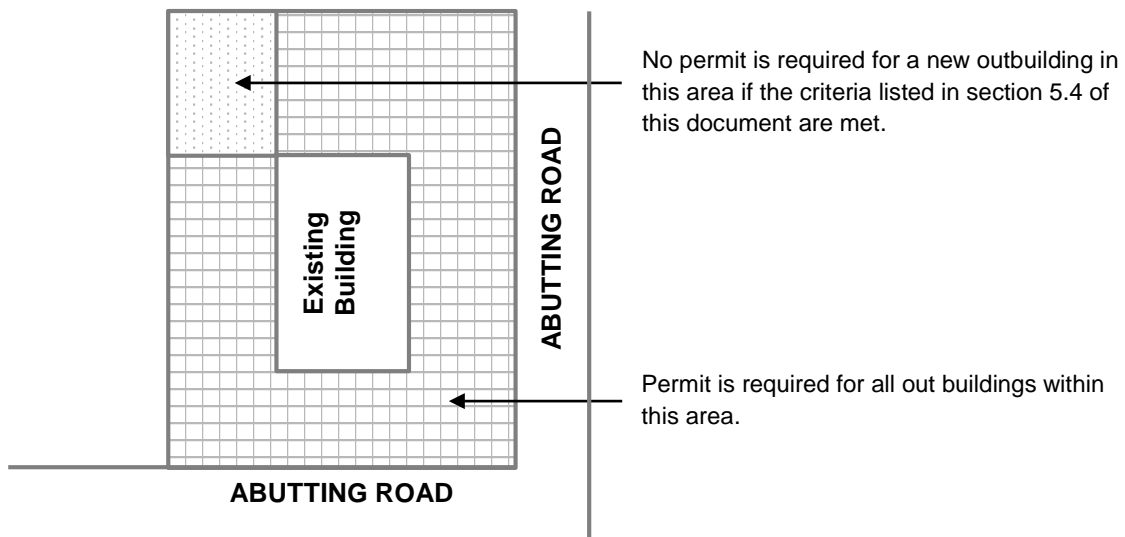 No permit is required for a new outbuilding in
this area if the criteria listed in section 5.4 of
this document are met.
ABUTTING ROAD
Existing
Building
Permit is required for all out buildings within
this area.
ABUTTING ROAD